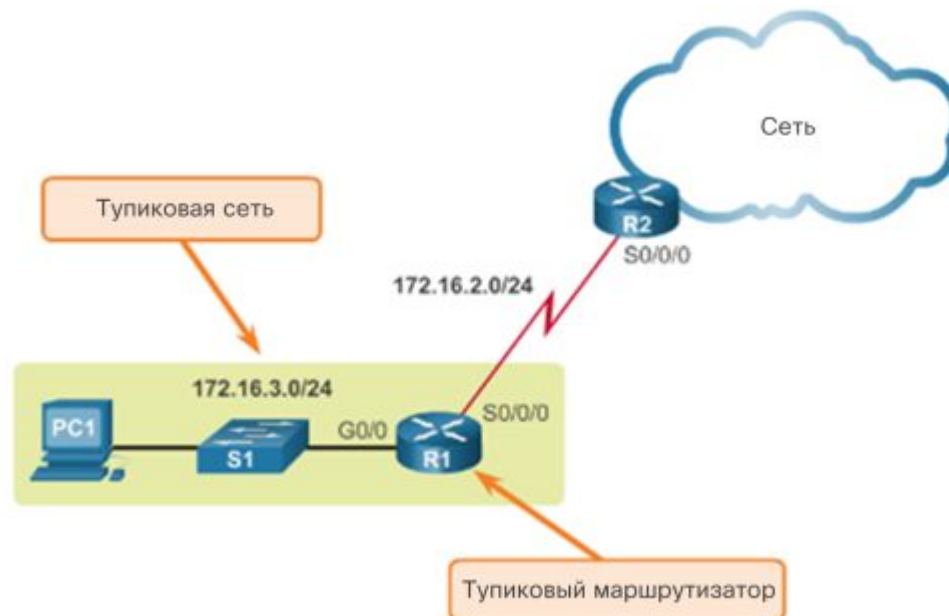 Сеть
Тупиковая сеть
R2
S0/0/0
172.16.2.0/24
172.16.3.0/24
S0/0/0
PC1
G0/0
S1
R1
Тупиковый маршрутизатор